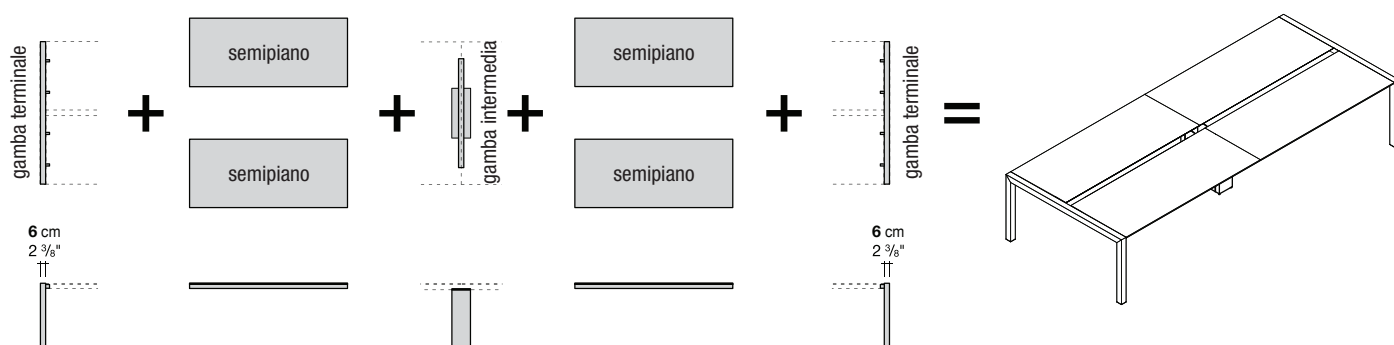 gamba terminale
+
semipiano
semipiano
+
gamba intermedia
+
semipiano
semipiano
+
gamba terminale
=
6 cm
2 ³/₈"
6 cm
2 ³/₈"